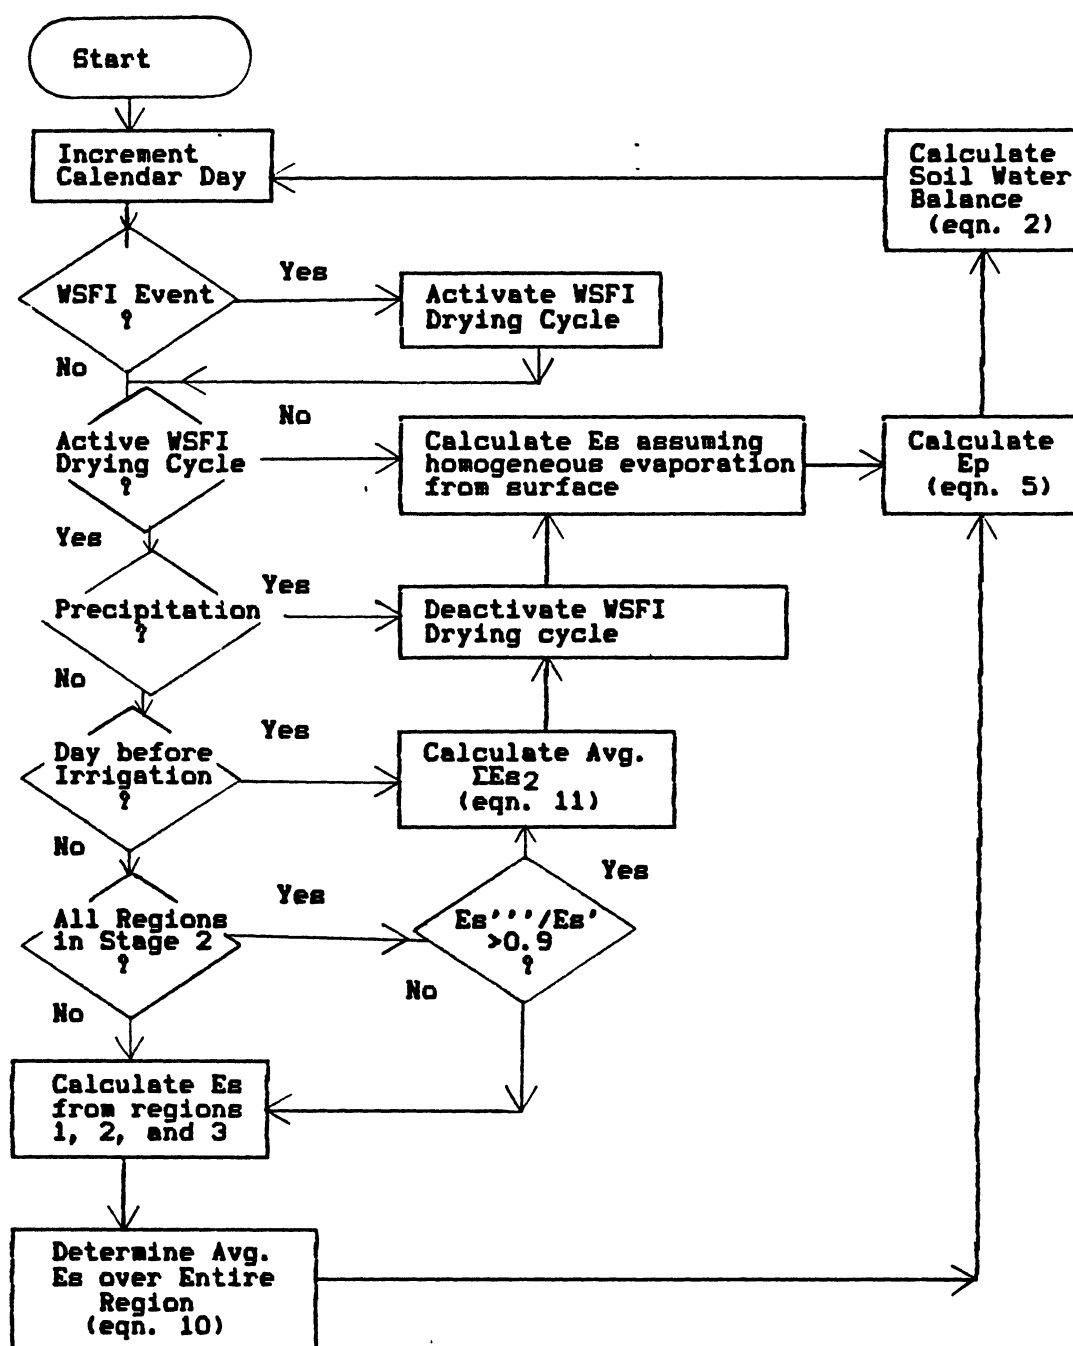 Start
Increment
Calendar Day
Calculate
Soil Water
Balance
(eqn. 2)
WSFI Event
?
Yes
Activate WSFI
Drying Cycle
No
Active WSFI
Drying Cycle
?
No
Calculate Es assuming
homogeneous evaporation
from surface
Calculate
Ep
(eqn. 5)
Yes
Precipitation
?
Yes
Deactivate WSFI
Drying cycle
No
Day before
Irrigation
?
Yes
Calculate Avg.
ΣEs2
(eqn. 11)
No
All Regions
in Stage 2
?
Yes
Es'''/Es'
>0.9
?
Yes
No
No
Calculate Es
from regions
1, 2, and 3
Determine Avg.
Es over Entire
Region
(eqn. 10)